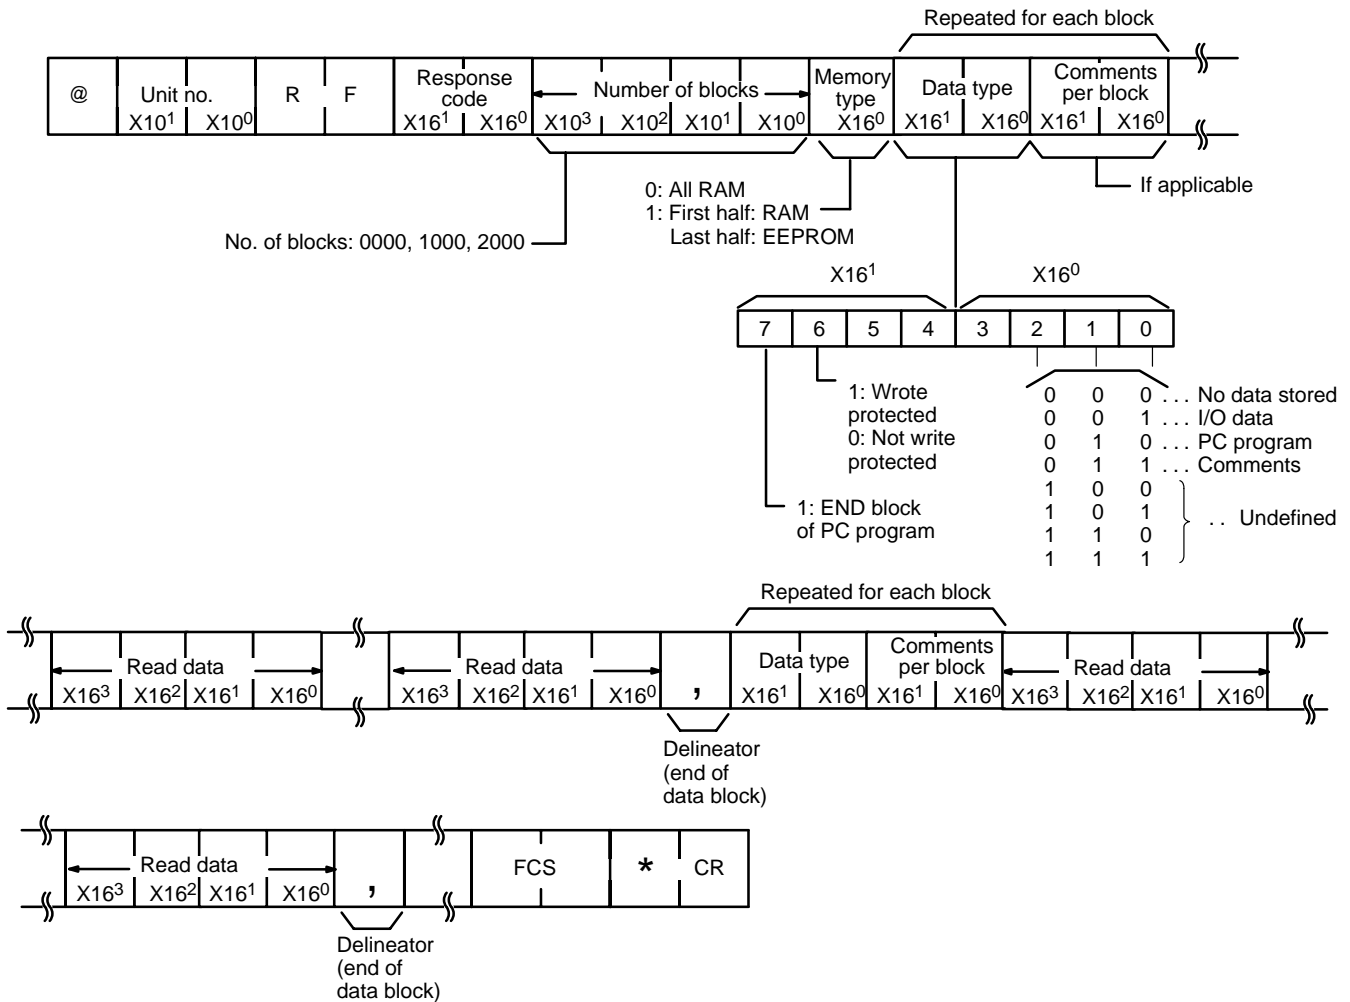 Repeated for each block
@ Unit no. R F Response code Number of blocks Memory type Data type Comments per block
X10¹ X10⁰ X16¹ X16⁰ X10³ X10² X10¹ X10⁰ X16⁰ X16¹ X16⁰ X16¹ X16⁰
If applicable
0: All RAM
1: First half: RAM
Last half: EEPROM
No. of blocks: 0000, 1000, 2000
X16¹ X16⁰
7 6 5 4 3 2 1 0
1: Wrote
protected
0: Not write
protected
1: END block
of PC program
0 0 0 . . . No data stored
0 0 1 . . . I/O data
0 1 0 . . . PC program
0 1 1 . . . Comments
1 0 0
1 0 1
1 1 0
1 1 1
. . Undefined
Repeated for each block
Read data Read data , Data type Comments per block Read data
X16³ X16² X16¹ X16⁰ X16³ X16² X16¹ X16⁰ X16¹ X16⁰ X16¹ X16⁰ X16³ X16² X16¹ X16⁰
Delineator
(end of
data block)
Read data , FCS * CR
X16³ X16² X16¹ X16⁰
Delineator
(end of
data block)